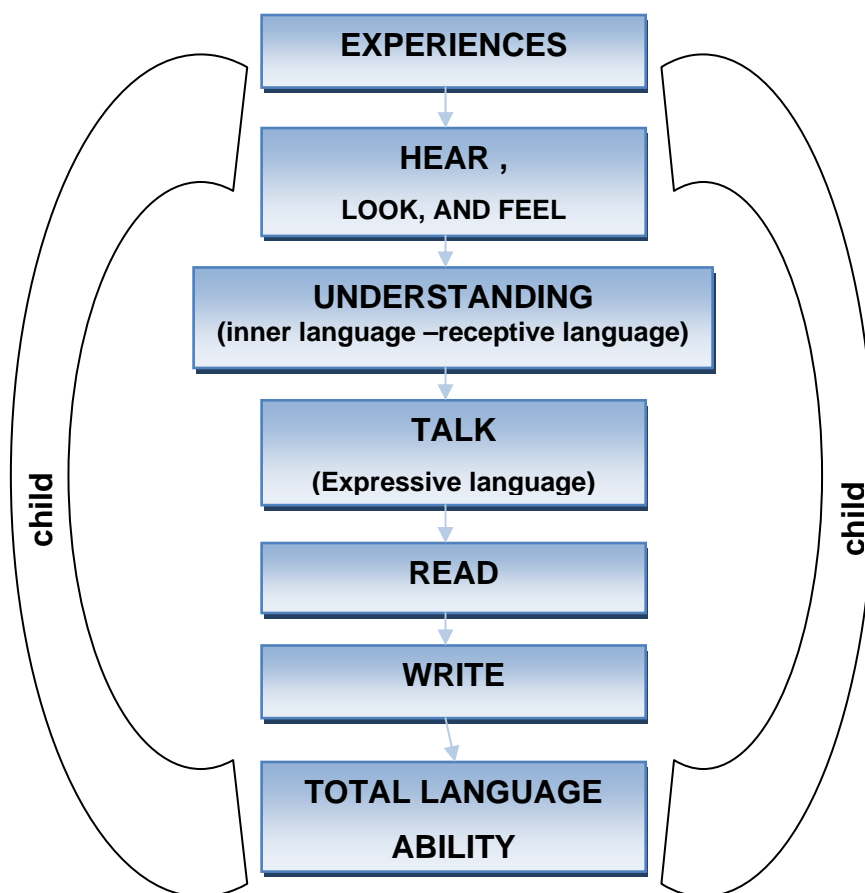 EXPERIENCES
HEAR ,
LOOK, AND FEEL
UNDERSTANDING
(inner language –receptive language)
TALK
(Expressive language)
READ
WRITE
TOTAL LANGUAGE
ABILITY
child
child